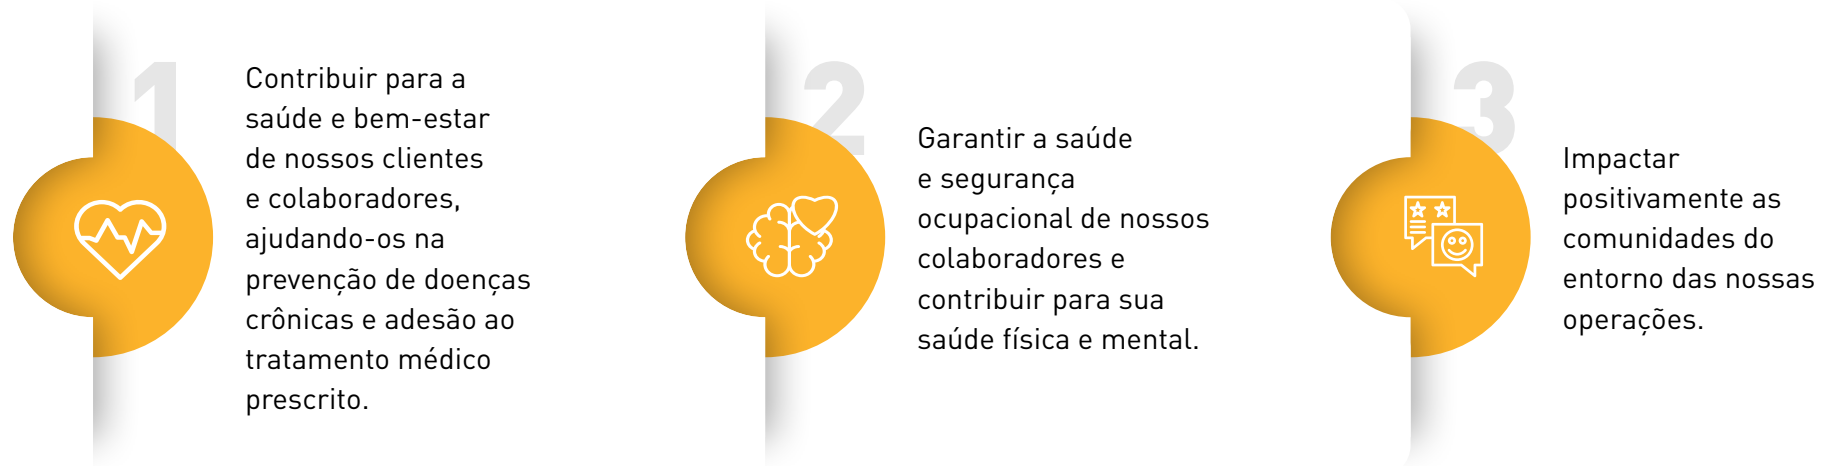 1
Contribuir para a
saúde e bem-estar
de nossos clientes
e colaboradores,
ajudando-os na
prevenção de doenças
crônicas e adesão ao
tratamento médico
prescrito.
2
Garantir a saúde
e segurança
ocupacional de nossos
colaboradores e
contribuir para sua
saúde física e mental.
3
Impactar
positivamente as
comunidades do
entorno das nossas
operações.